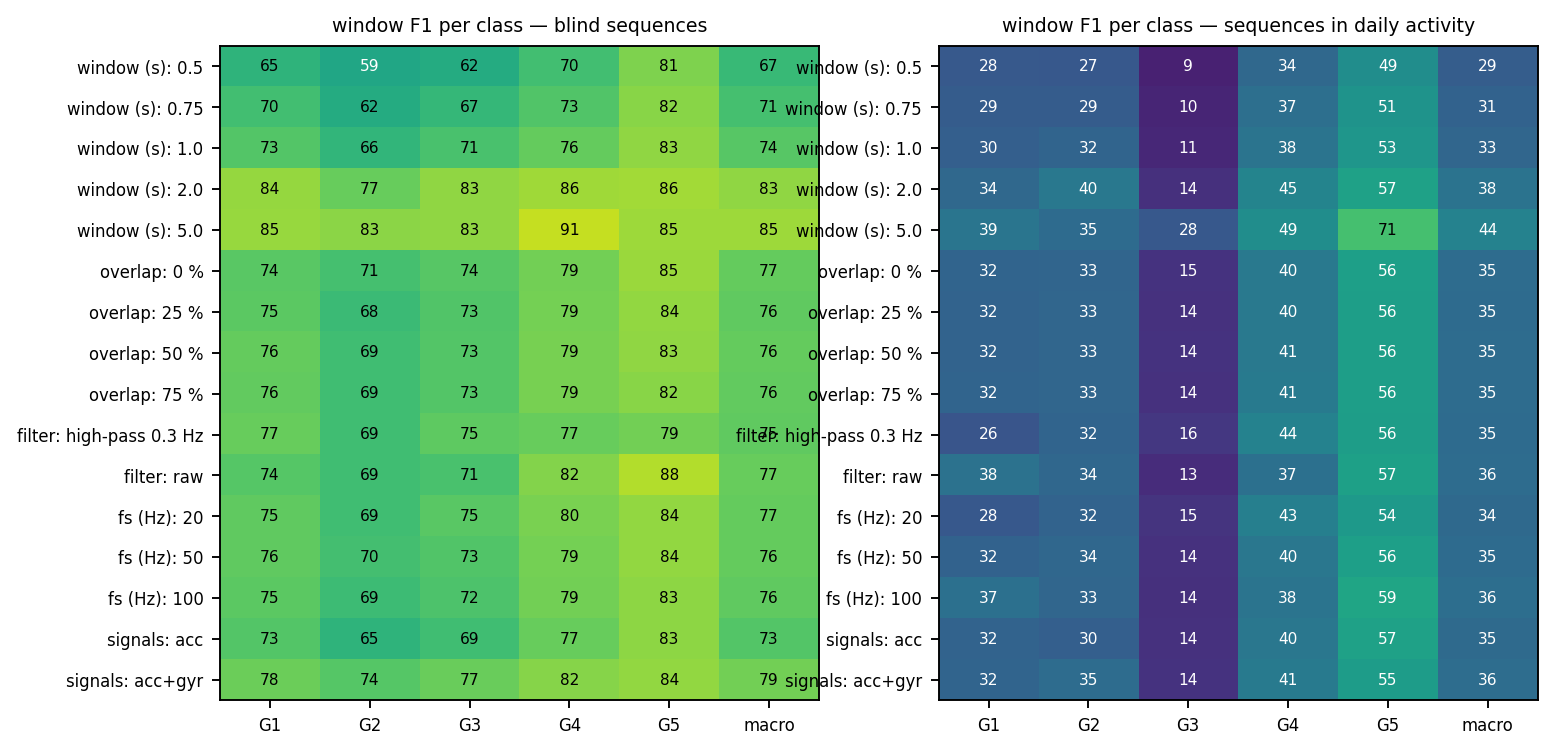 window F1 per class — blind sequences
window (s): 0.5 65 59 62 70 81 67
window (s): 0.75 70 62 67 73 82 71
window (s): 1.0 73 66 71 76 83 74
window (s): 2.0 84 77 83 86 86 83
window (s): 5.0 85 83 83 91 85 85
overlap: 0 % 74 71 74 79 85 77
overlap: 25 % 75 68 73 79 84 76
overlap: 50 % 76 69 73 79 83 76
overlap: 75 % 76 69 73 79 82 76
filter: high-pass 0.3 Hz 77 69 75 77 79 75
filter: raw 74 69 71 82 88 77
fs (Hz): 20 75 69 75 80 84 77
fs (Hz): 50 76 70 73 79 84 76
fs (Hz): 100 75 69 72 79 83 76
signals: acc 73 65 69 77 83 73
signals: acc+gyr 78 74 77 82 84 79
G1 G2 G3 G4 G5 macro
window F1 per class — sequences in daily activity
window (s): 0.5 28 27 9 34 49 29
window (s): 0.75 29 29 10 37 51 31
window (s): 1.0 30 32 11 38 53 33
window (s): 2.0 34 40 14 45 57 38
window (s): 5.0 39 35 28 49 71 44
overlap: 0 % 32 33 15 40 56 35
overlap: 25 % 32 33 14 40 56 35
overlap: 50 % 32 33 14 41 56 35
overlap: 75 % 32 33 14 41 56 35
filter: high-pass 0.3 Hz 26 32 16 44 56 35
filter: raw 38 34 13 37 57 36
fs (Hz): 20 28 32 15 43 54 34
fs (Hz): 50 32 34 14 40 56 35
fs (Hz): 100 37 33 14 38 59 36
signals: acc 32 30 14 40 57 35
signals: acc+gyr 32 35 14 41 55 36
G1 G2 G3 G4 G5 macro